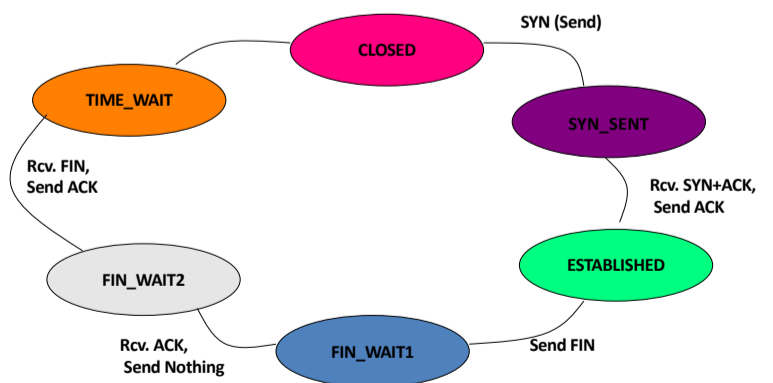 SYN (Send)
CLOSED
TIME_WAIT
SYN_SENT
Rcv. FIN,
Send ACK
Rcv. SYN+ACK,
Send ACK
ESTABLISHED
FIN_WAIT2
Rcv. ACK,
Send Nothing
FIN_WAIT1
Send FIN